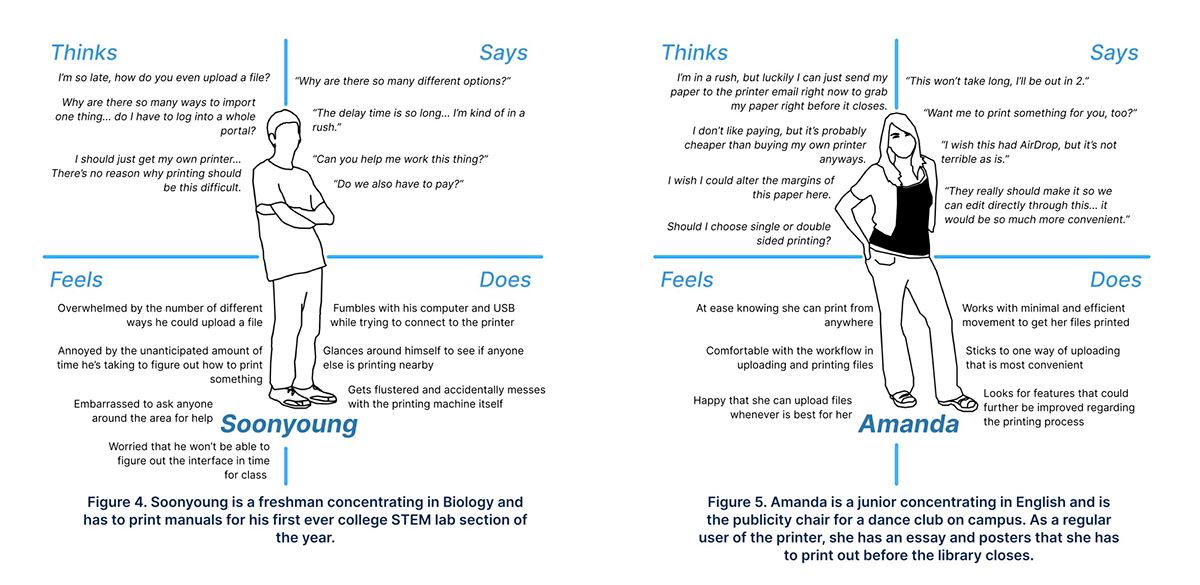 Thinks
I'm so late, how do you even upload a file?
Why are there so many ways to import
one thing... do I have to log into a whole
portal?
I should just get my own printer...
There's no reason why printing should
be this difficult.
Says
"Why are there so many different options?"
"The delay time is so long... I'm kind of in a
rush."
"Can you help me work this thing?"
"Do we also have to pay?"
Feels
Overwhelmed by the number of different
ways he could upload a file
Annoyed by the unanticipated amount of
time he's taking to figure out how to print
something
Embarrassed to ask anyone
around the area for help
Worried that he won't be able to
figure out the interface in time
for class
Does
Fumbles with his computer and USB
while trying to connect to the printer
Glances around himself to see if anyone
else is printing nearby
Gets flustered and accidentally messes
with the printing machine itself
Soonyoung
Figure 4. Soonyoung is a freshman concentrating in Biology and
has to print manuals for his first ever college STEM lab section of
the year.
Thinks
I'm in a rush, but luckily I can just send my
paper to the printer email right now to grab
my paper right before it closes.
I don't like paying, but it's probably
cheaper than buying my own printer
anyways.
I wish I could alter the margins of
this paper here.
Should I choose single or double
sided printing?
Says
"This won't take long, I'll be out in 2."
"Want me to print something for you, too?"
"I wish this had AirDrop, but it's not
terrible as is."
"They really should make it so we
can edit directly through this... it
would be so much more convenient."
Feels
At ease knowing she can print from
anywhere
Comfortable with the workflow in
uploading and printing files
Happy that she can upload files
whenever is best for her
Does
Works with minimal and efficient
movement to get her files printed
Sticks to one way of uploading
that is most convenient
Looks for features that could
further be improved regarding
the printing process
Amanda
Figure 5. Amanda is a junior concentrating in English and is
the publicity chair for a dance club on campus. As a regular
user of the printer, she has an essay and posters that she has
to print out before the library closes.